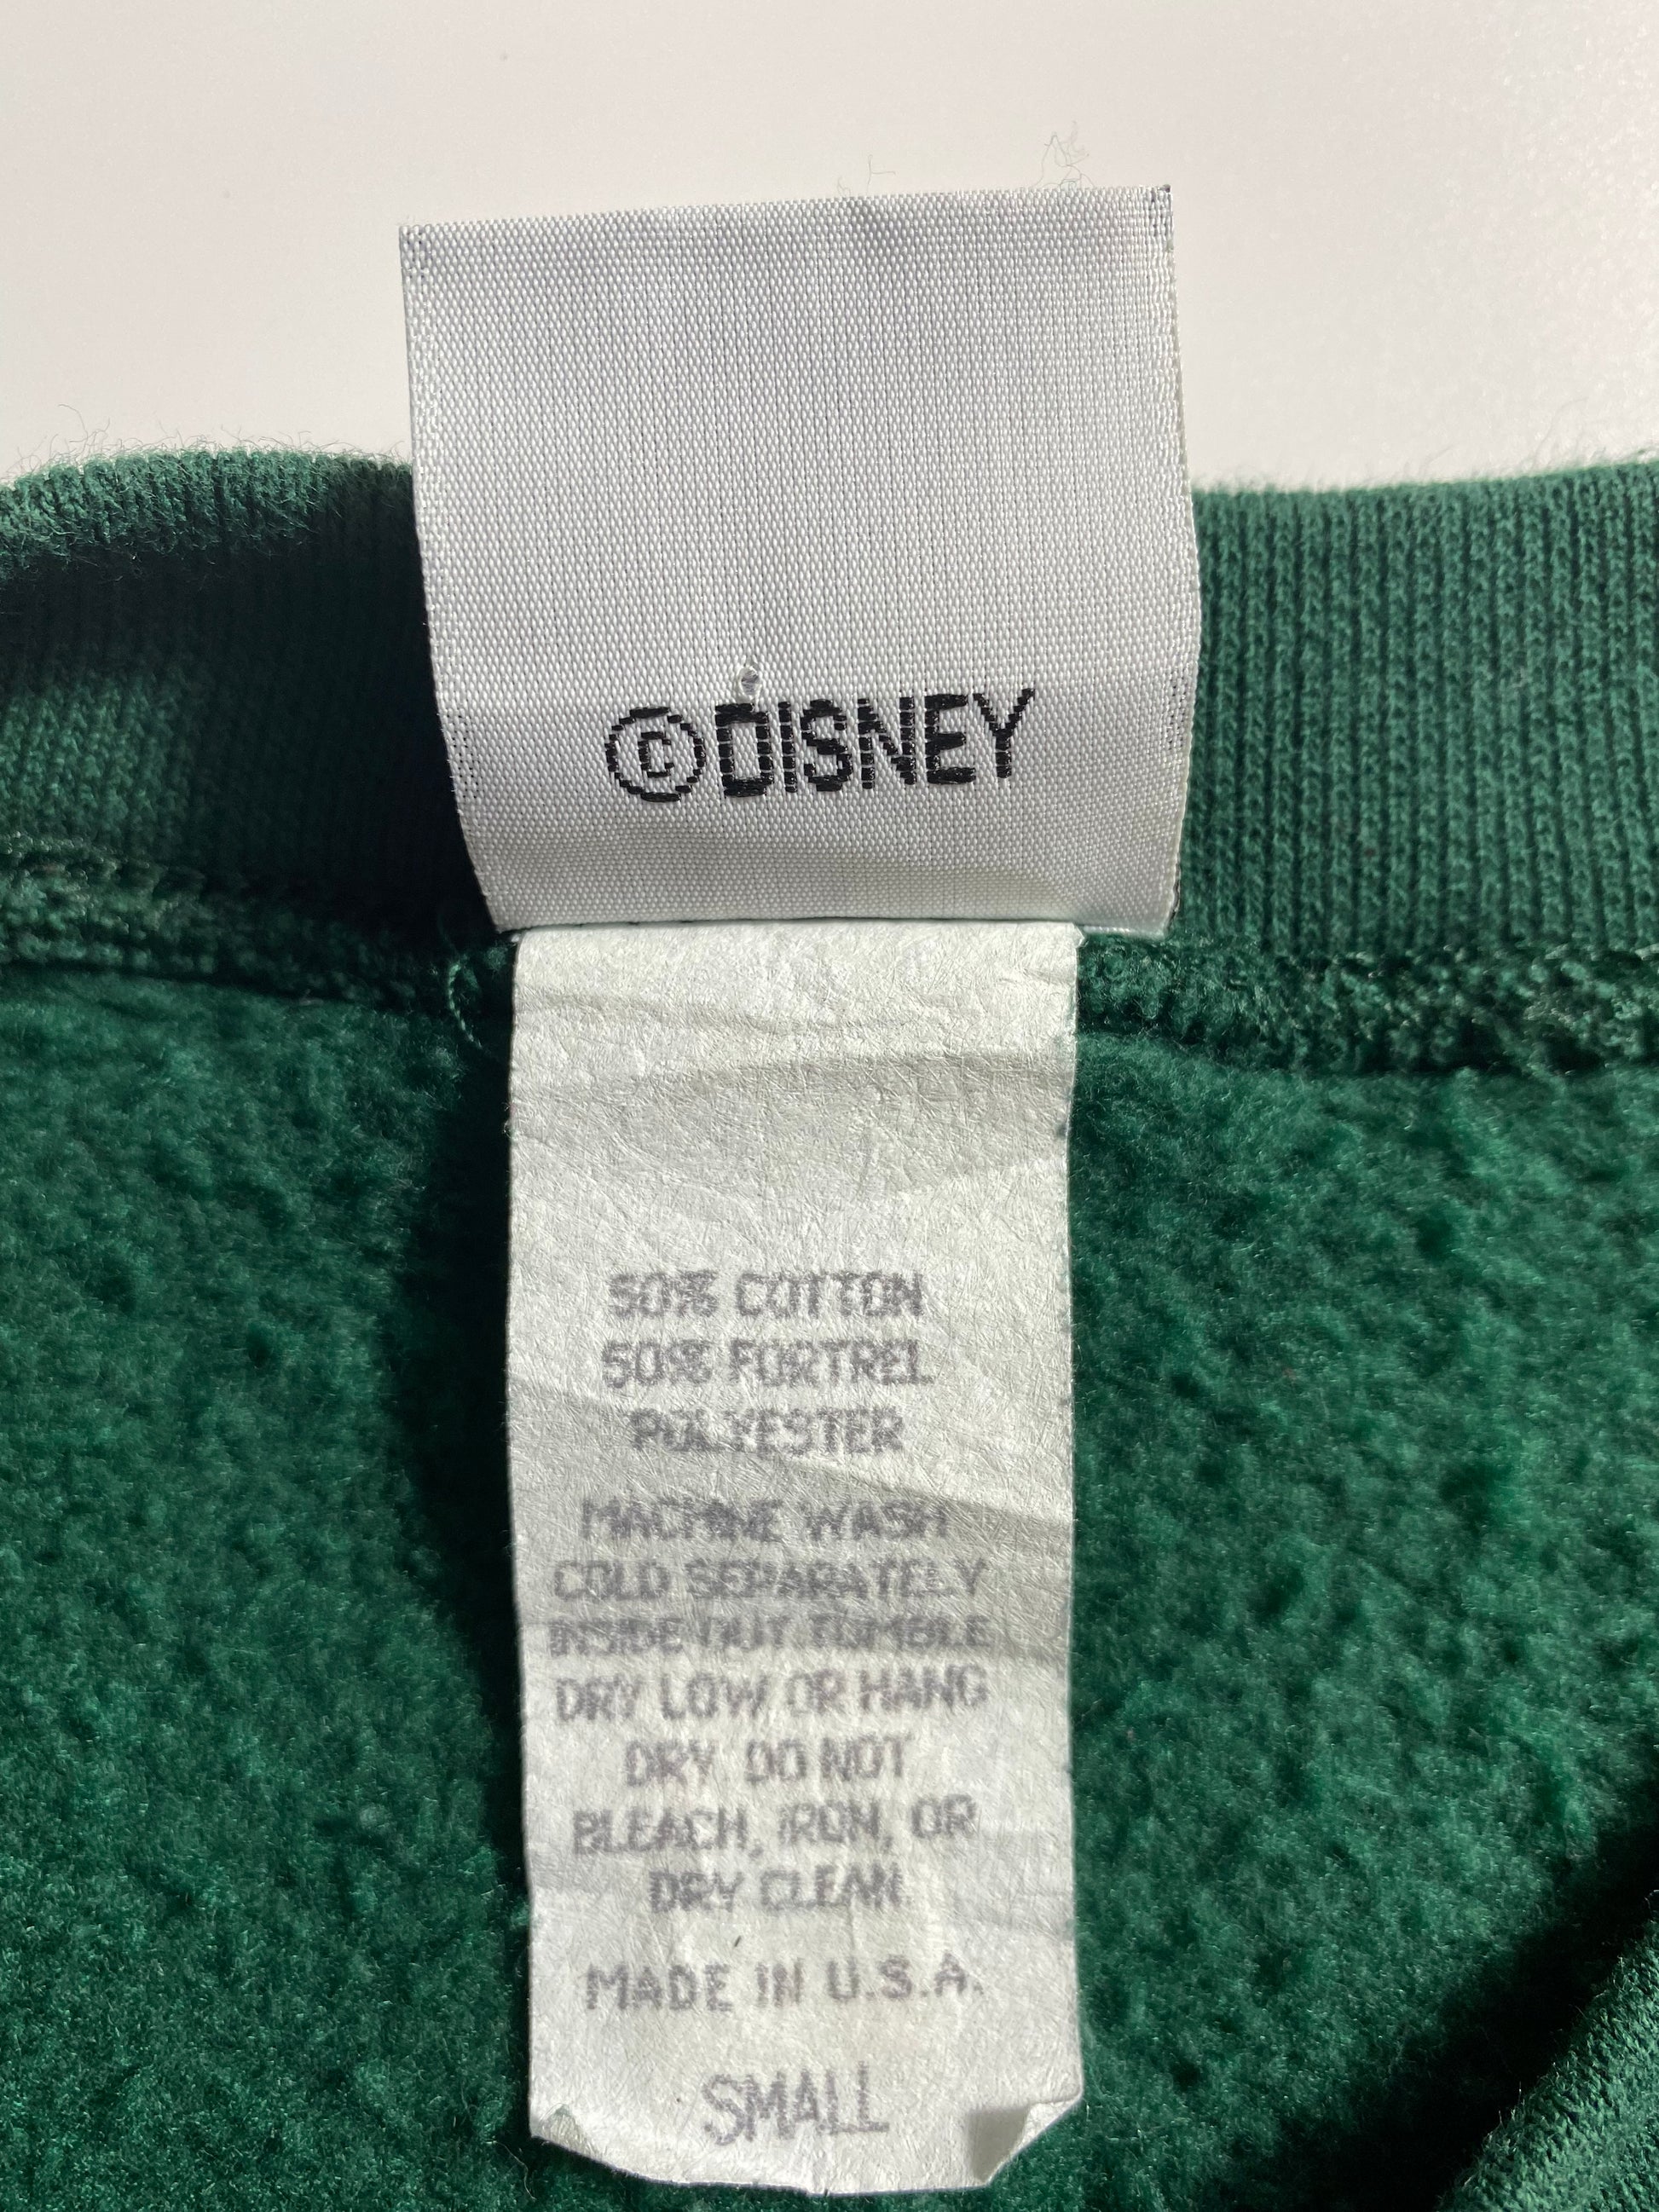 ©DISNEY
50% COTTON
50% FORTREL
POLYESTER
MACHINE WASH
COLD SEPARATELY
INSIDE OUT TUMBLE
DRY LOW OR HANG
DRY DO NOT
BLEACH, IRON, OR
DRY CLEAN
MADE IN U.S.A.
SMALL